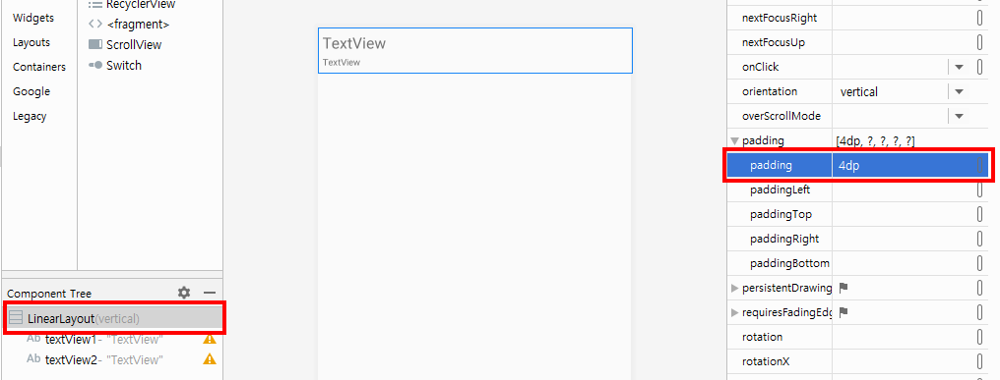 Widgets
Layouts
Containers
Google
Legacy
RecyclerView
<fragment>
ScrollView
Switch
Component Tree
LinearLayout(vertical)
Ab textView1- "TextView"
Ab textView2- "TextView"
TextView
TextView
nextFocusRight
nextFocusUp
onClick
orientation vertical
overScrollMode
padding [4dp, ?, ?, ?, ?]
padding 4dp
paddingLeft
paddingTop
paddingRight
paddingBottom
persistentDrawing
requiresFadingEdg
rotation
rotationX